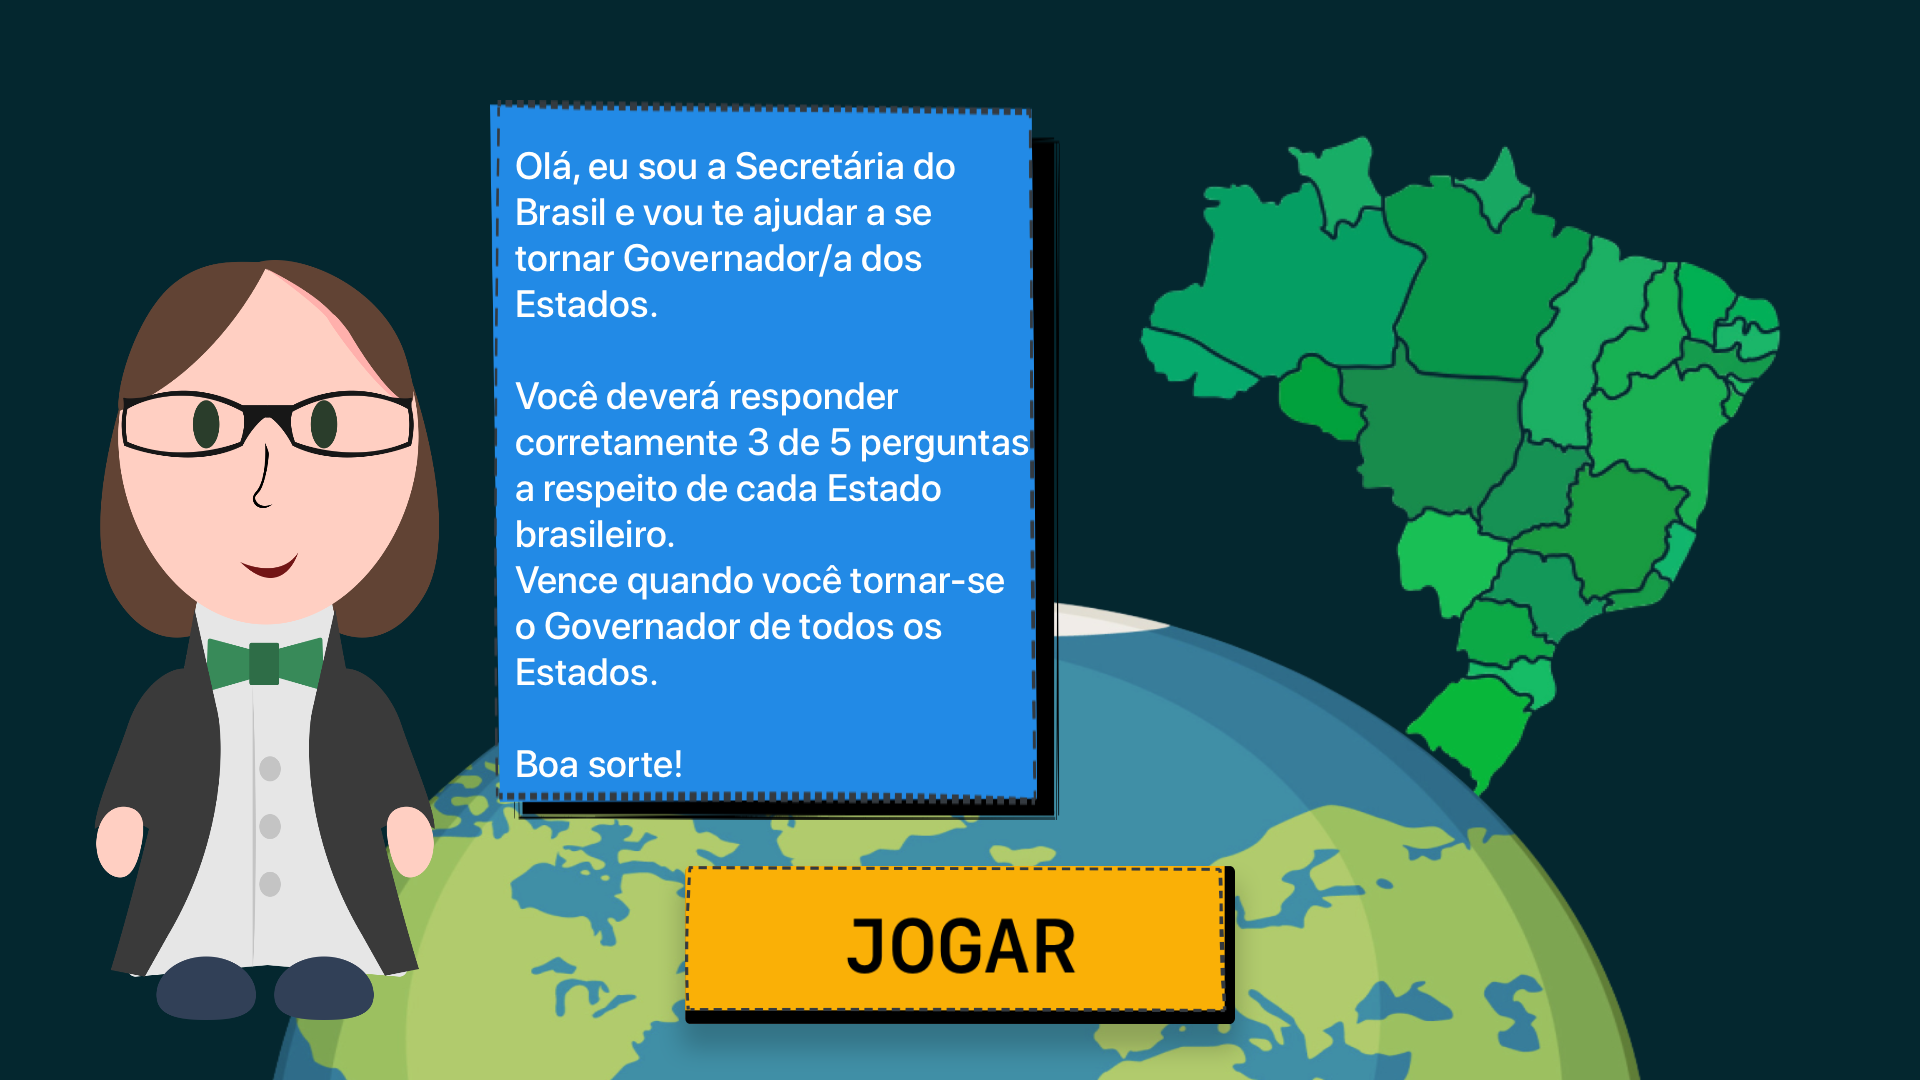 Olá, eu sou a Secretária do
Brasil e vou te ajudar a se
tornar Governador/a dos
Estados.
Você deverá responder
corretamente 3 de 5 perguntas
a respeito de cada Estado
brasileiro.
Vence quando você tornar-se
o Governador de todos os
Estados.
Boa sorte!
JOGAR